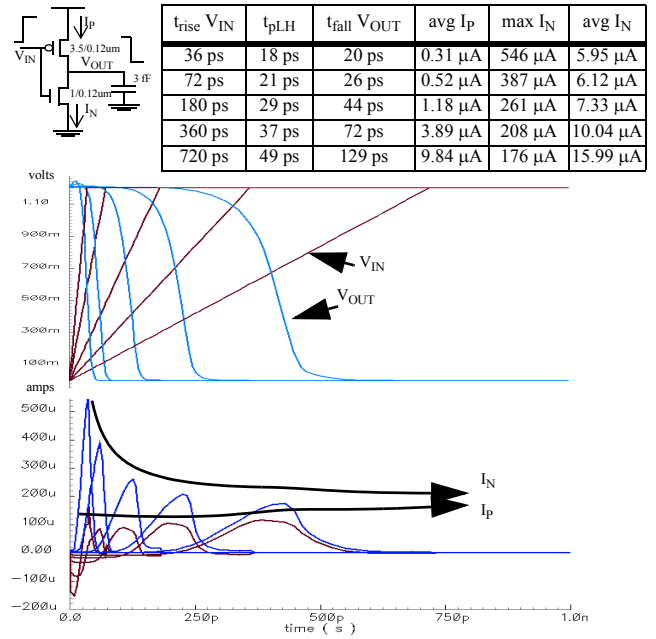 I_P
3.5/0.12um
V_IN
V_OUT
3 fF
1/0.12um
I_N
t_rise V_IN t_pLH t_fall V_OUT avg I_P max I_N avg I_N
36 ps 18 ps 20 ps 0.31 µA 546 µA 5.95 µA
72 ps 21 ps 26 ps 0.52 µA 387 µA 6.12 µA
180 ps 29 ps 44 ps 1.18 µA 261 µA 7.33 µA
360 ps 37 ps 72 ps 3.89 µA 208 µA 10.04 µA
720 ps 49 ps 129 ps 9.84 µA 176 µA 15.99 µA
volts
1.10
900m
700m
500m
300m
100m
V_IN
V_OUT
amps
500u
400u
300u
200u
100u
0.00
-100u
-200u
I_N
I_P
0.0 250p 500p 750p 1.0n
time ( s )